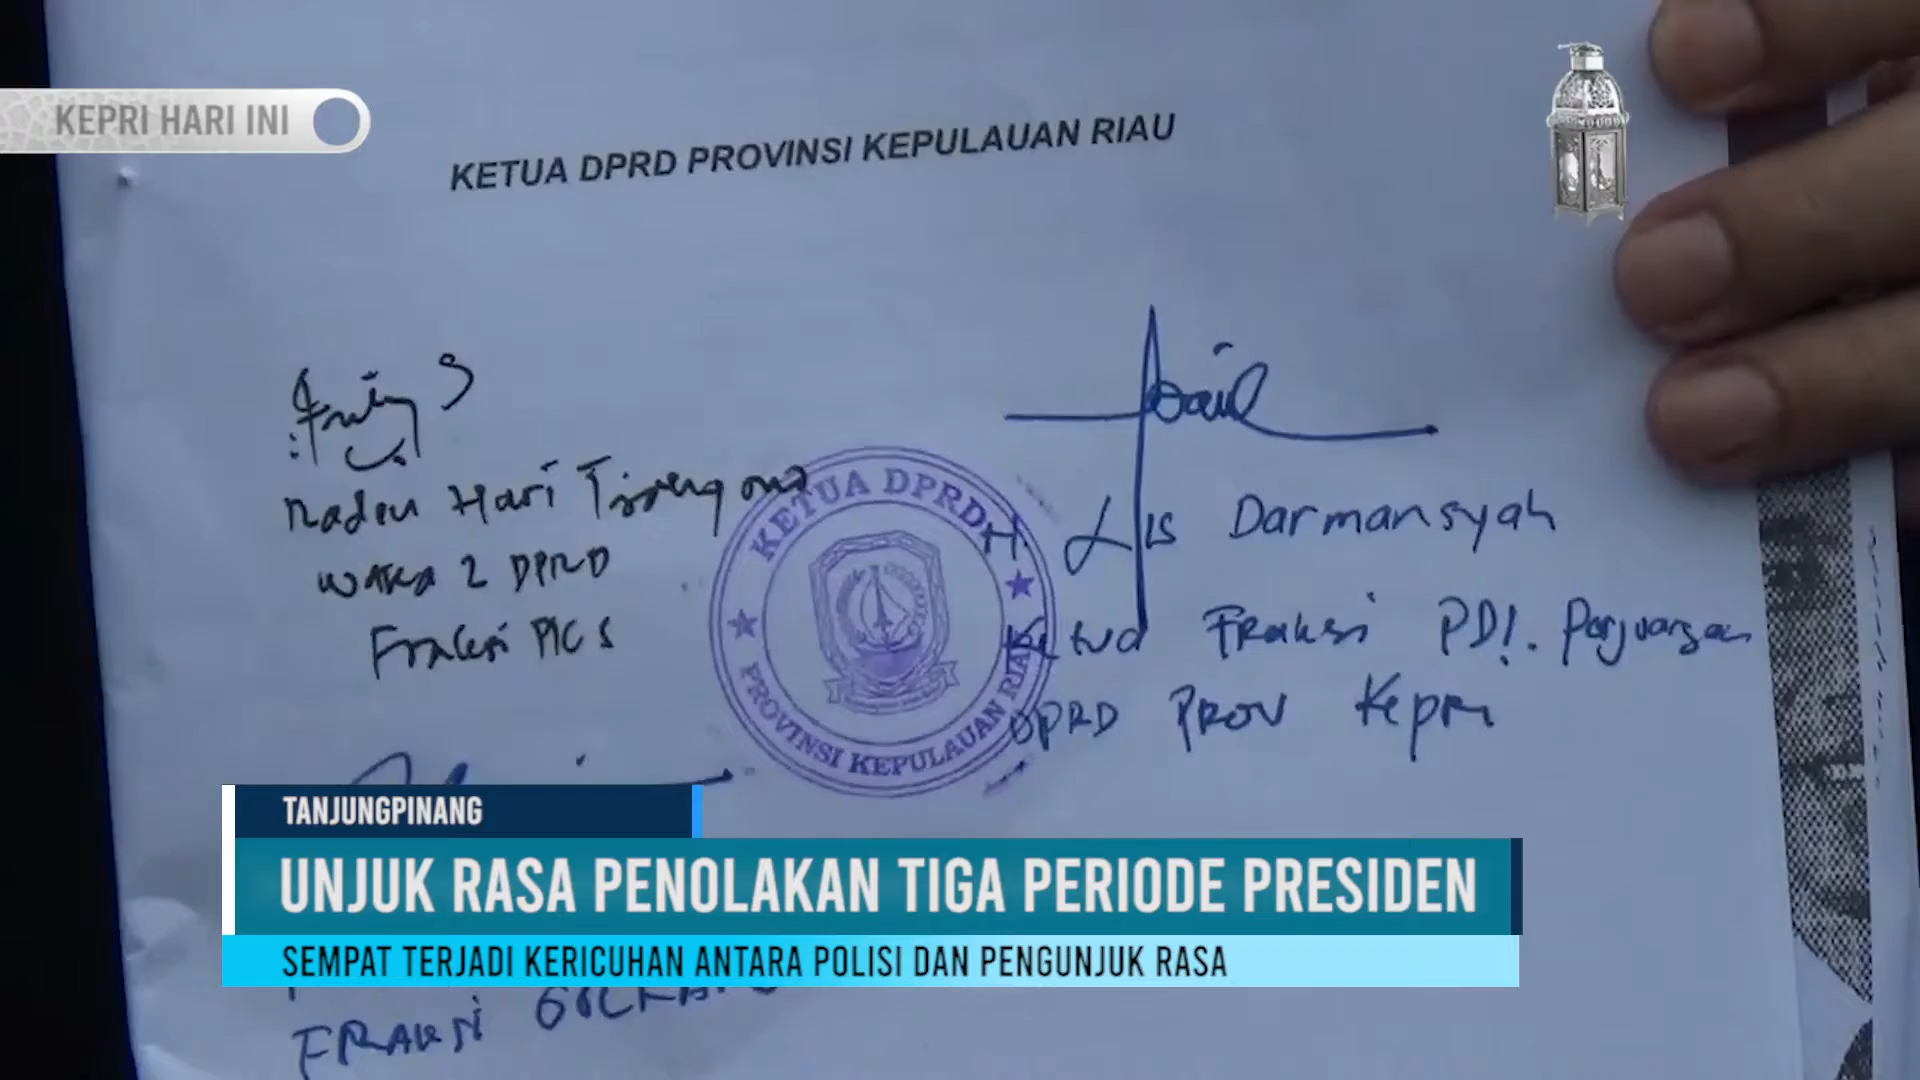 KEPRI HARI INI
KETUA DPRD PROVINSI KEPULAUAN RIAU
Raden Hari Tjahyono
WAKA 2 DPRD
Fraksi PKS
KETUA DPRD
PROVINSI KEPULAUAN RIAU
H. Lis Darmansyah
Ketua Fraksi PDI. Perjuangan
DPRD PROV Kepri
TANJUNGPINANG
UNJUK RASA PENOLAKAN TIGA PERIODE PRESIDEN
SEMPAT TERJADI KERICUHAN ANTARA POLISI DAN PENGUNJUK RASA
FRAKSI GOLKAR